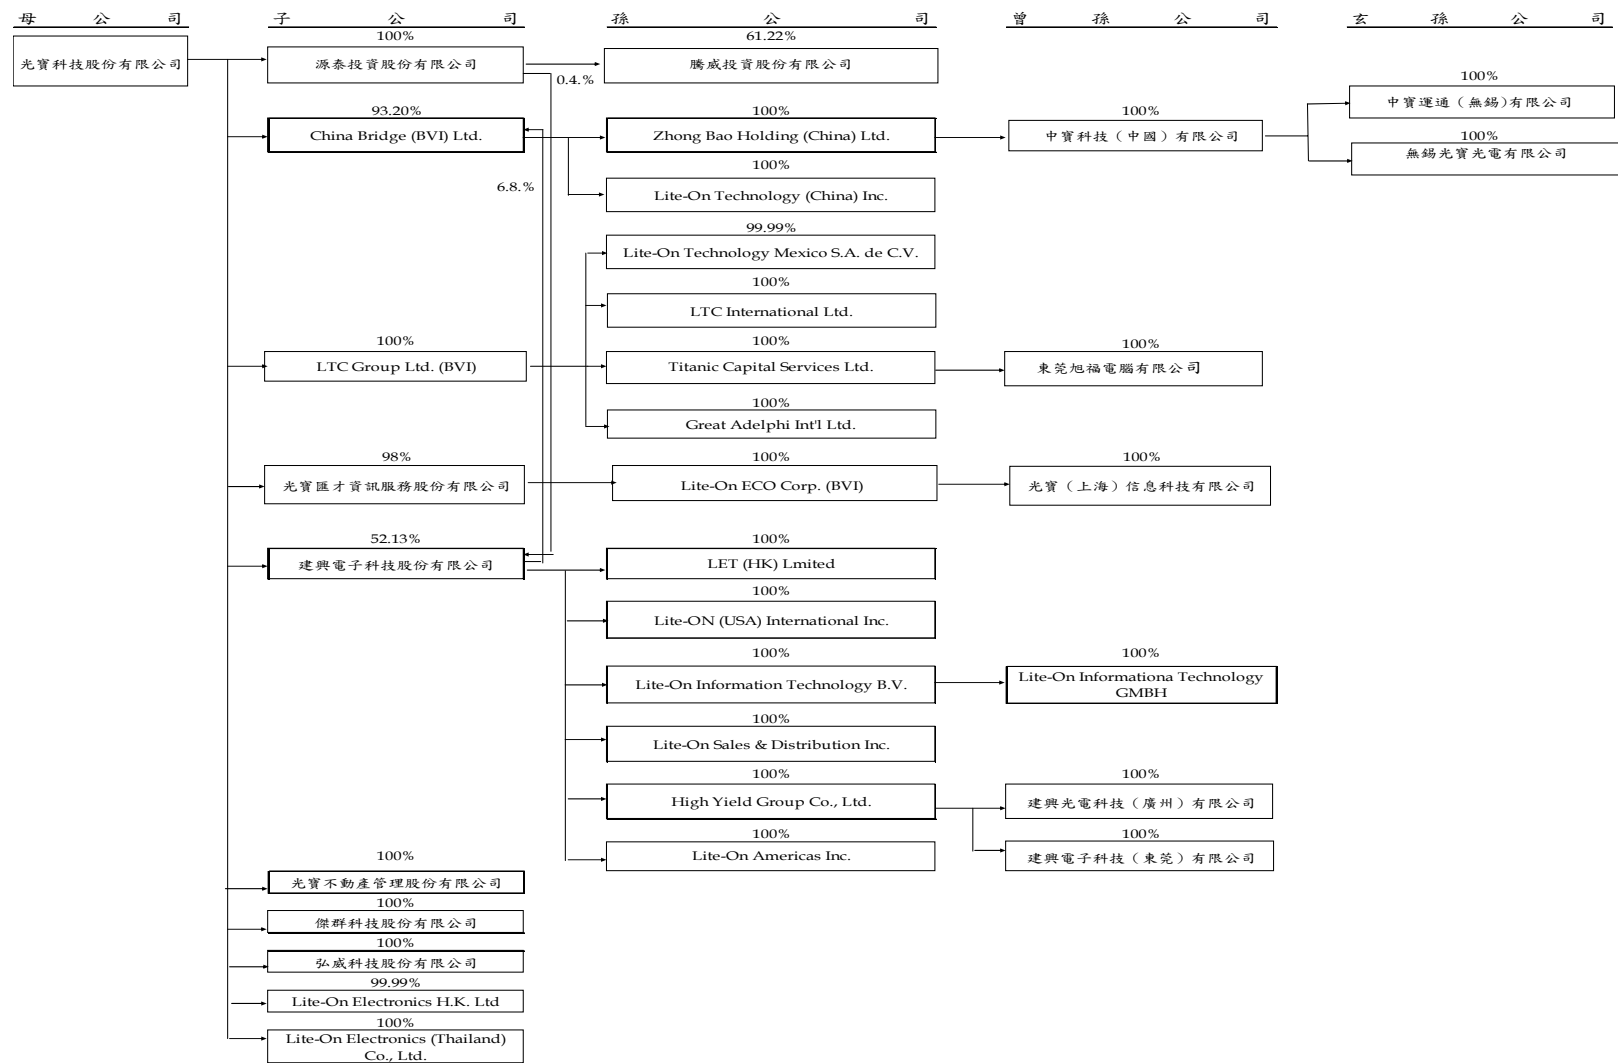 母公司 子公司 孫公司 曾孫公司 玄孫公司
100% 61.22%
光寶科技股份有限公司 源泰投資股份有限公司 騰威投資股份有限公司
0.4.%
100%
中寶運通（無錫)有限公司
93.20% 100% 100%
China Bridge (BVI) Ltd. Zhong Bao Holding (China) Ltd. 中寶科技（中國）有限公司
100%
無錫光寶光電有限公司
100%
6.8.%
Lite-On Technology (China) Inc.
99.99%
Lite-On Technology Mexico S.A. de C.V.
100%
LTC International Ltd.
100% 100% 100%
LTC Group Ltd. (BVI) Titanic Capital Services Ltd. 東莞旭福電腦有限公司
100%
Great Adelphi Int'l Ltd.
98% 100% 100%
光寶匯才資訊服務股份有限公司 Lite-On ECO Corp. (BVI) 光寶（上海）信息科技有限公司
52.13% 100%
建興電子科技股份有限公司 LET (HK) Lmited
100%
Lite-ON (USA) International Inc.
100% 100%
Lite-On Information Technology B.V. Lite-On Informationa Technology
GMBH
100%
Lite-On Sales & Distribution Inc.
100% 100%
High Yield Group Co., Ltd. 建興光電科技（廣州）有限公司
100% 100%
Lite-On Americas Inc. 建興電子科技（東莞）有限公司
100%
光寶不動產管理股份有限公司
100%
傑群科技股份有限公司
100%
弘威科技股份有限公司
99.99%
Lite-On Electronics H.K. Ltd
100%
Lite-On Electronics (Thailand)
Co., Ltd.